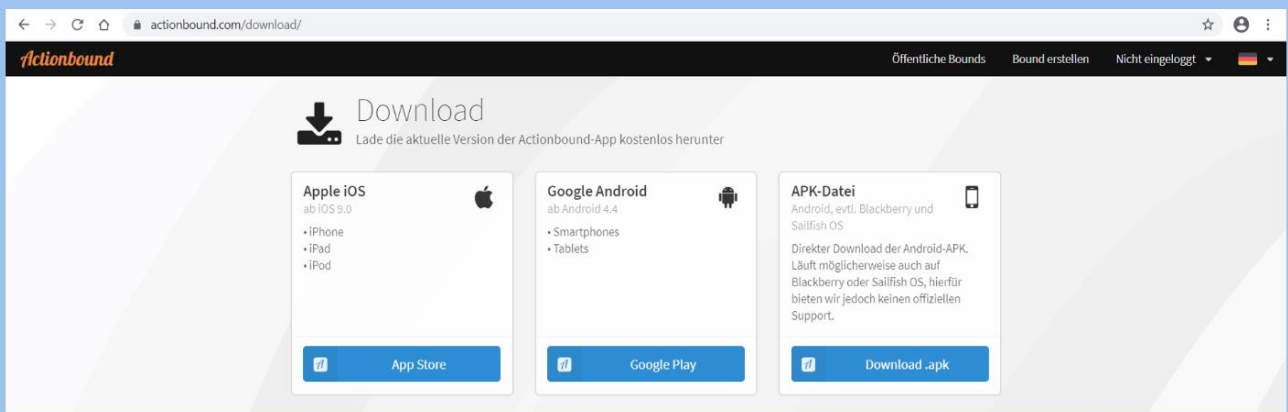 actionbound.com/download/
Actionbound
Öffentliche Bounds
Bound erstellen
Nicht eingeloggt
Download
Lade die aktuelle Version der Actionbound-App kostenlos herunter
Apple iOS
ab iOS 9.0
• iPhone
• iPad
• iPod
App Store
Google Android
ab Android 4.4
• Smartphones
• Tablets
Google Play
APK-Datei
Android, evtl. Blackberry und
Sailfish OS
Direkter Download der Android-APK.
Läuft möglicherweise auch auf
Blackberry oder Sailfish OS, hierfür
bieten wir jedoch keinen offiziellen
Support.
Download .apk